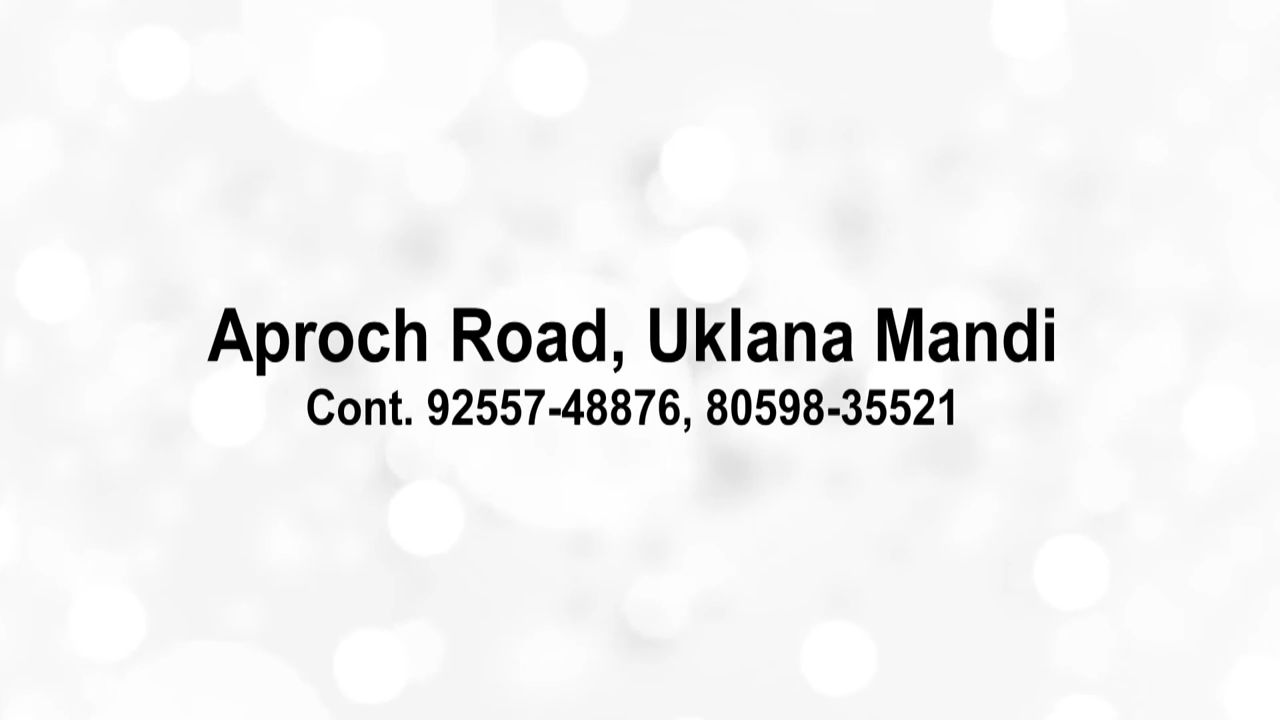 Aproch Road, Uklana Mandi
Cont. 92557-48876, 80598-35521